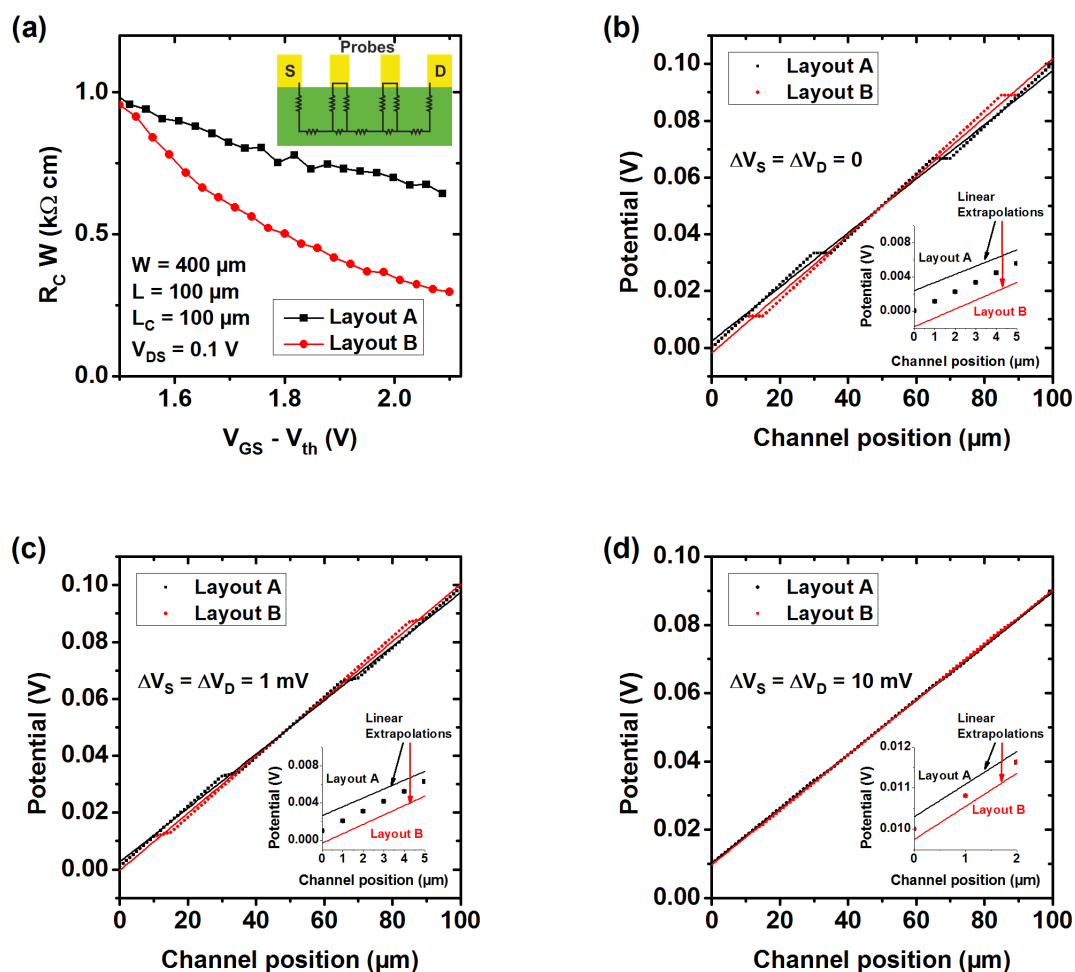 (a)
Probes
S
D
1.0
0.5
0.0
R_C W (kΩ cm)
W = 400 µm
L = 100 µm
L_C = 100 µm
V_DS = 0.1 V
Layout A
Layout B
1.6
1.8
2.0
V_GS - V_th (V)
(b)
0.10
0.08
0.06
0.04
0.02
0.00
Potential (V)
Layout A
Layout B
ΔV_S = ΔV_D = 0
Linear
Extrapolations
0.008
0.004
0.000
Potential (V)
Layout A
Layout B
0 1 2 3 4 5
Channel position (µm)
0 20 40 60 80 100
Channel position (µm)
(c)
0.10
0.08
0.06
0.04
0.02
0.00
Potential (V)
Layout A
Layout B
ΔV_S = ΔV_D = 1 mV
Linear
Extrapolations
0.008
0.004
0.000
Potential (V)
Layout A
Layout B
0 1 2 3 4 5
Channel position (µm)
0 20 40 60 80 100
Channel position (µm)
(d)
0.10
0.08
0.06
0.04
0.02
0.00
Potential (V)
Layout A
Layout B
ΔV_S = ΔV_D = 10 mV
Linear
Extrapolations
0.012
0.011
0.010
Potential (V)
Layout A
Layout B
0 1 2
Channel position (µm)
0 20 40 60 80 100
Channel position (µm)